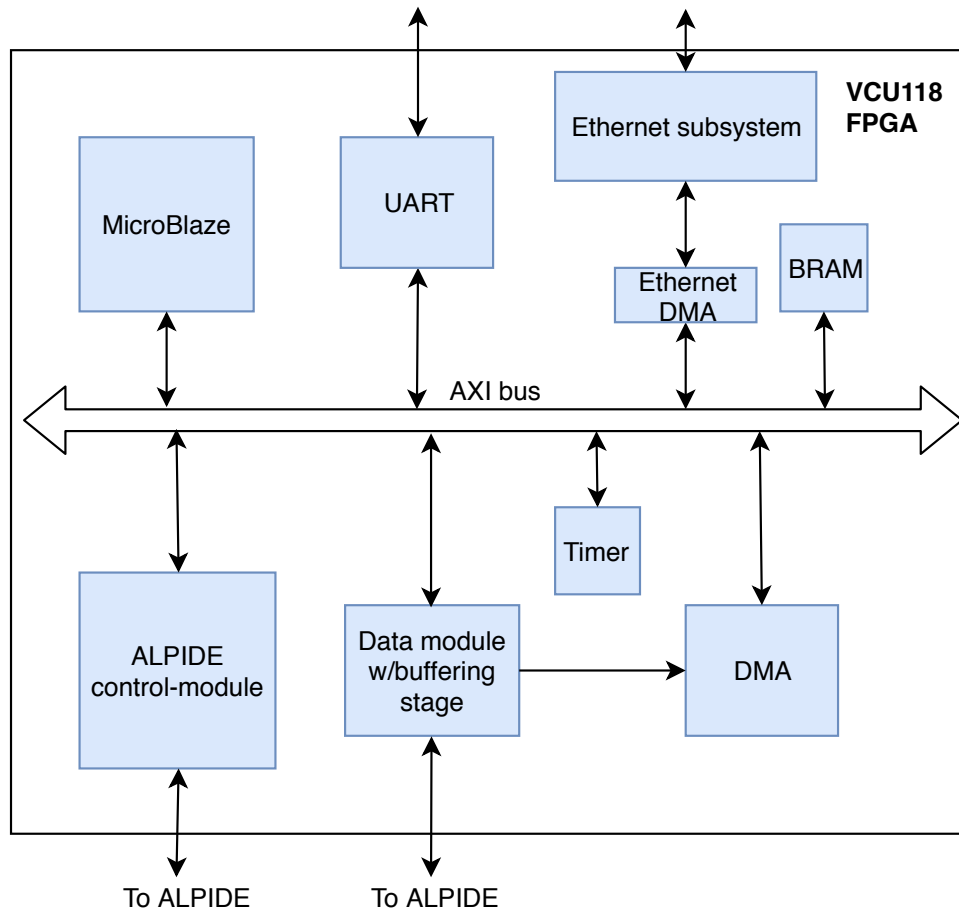 VCU118
FPGA
Ethernet subsystem
MicroBlaze
UART
Ethernet
DMA
BRAM
AXI bus
Timer
ALPIDE
control-module
Data module
w/buffering
stage
DMA
To ALPIDE
To ALPIDE